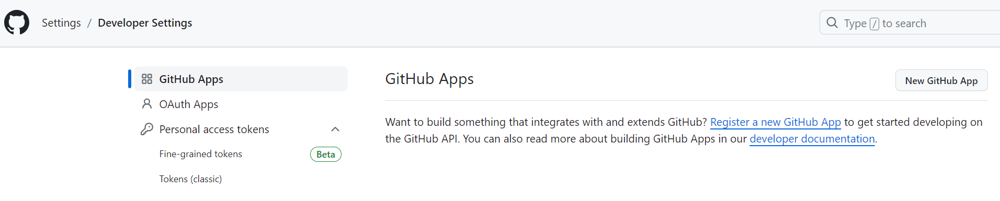 Settings / Developer Settings
Type / to search
GitHub Apps
OAuth Apps
Personal access tokens
Fine-grained tokens Beta
Tokens (classic)
GitHub Apps
New GitHub App
Want to build something that integrates with and extends GitHub? Register a new GitHub App to get started developing on
the GitHub API. You can also read more about building GitHub Apps in our developer documentation.